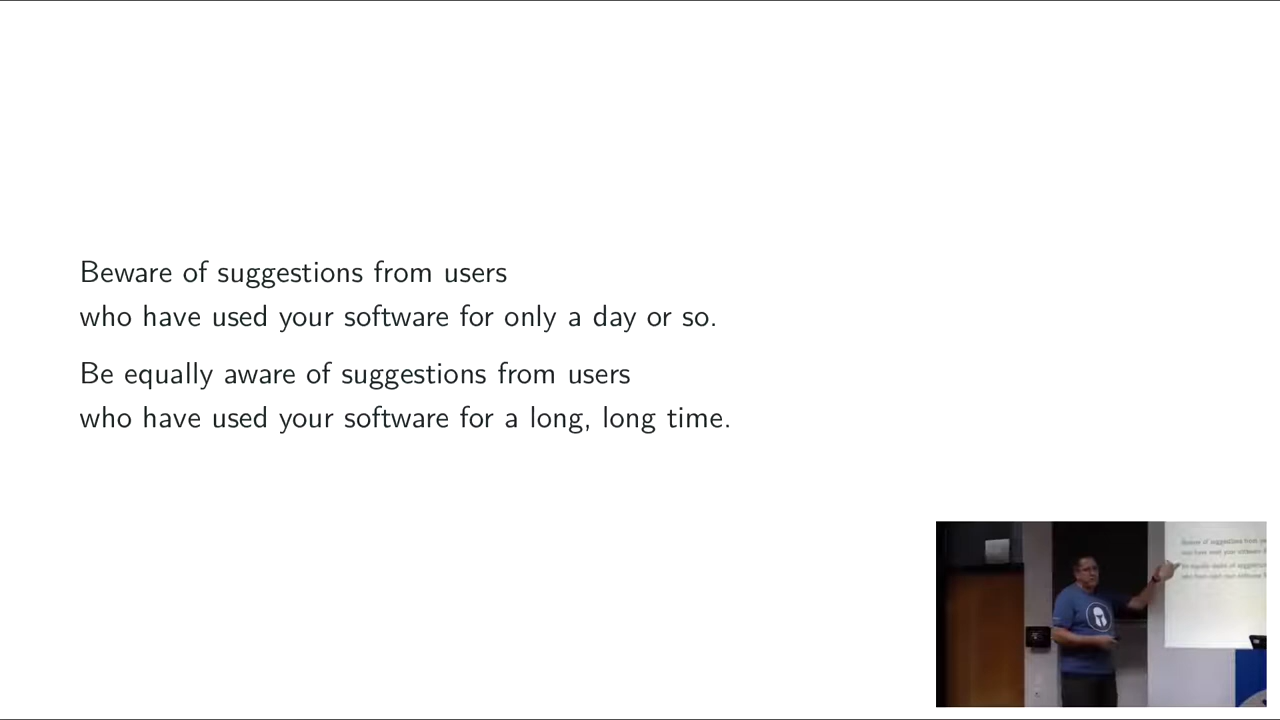 Beware of suggestions from users
who have used your software for only a day or so.
Be equally aware of suggestions from users
who have used your software for a long, long time.